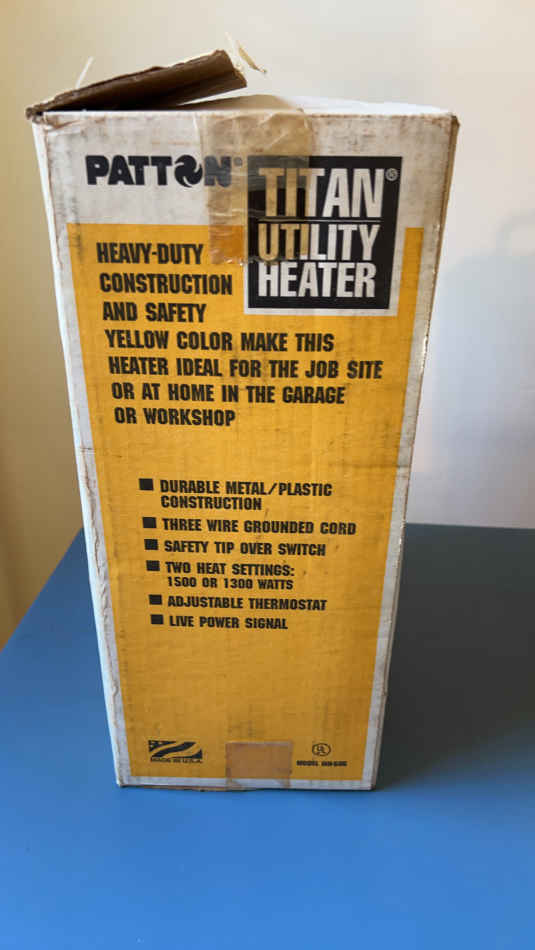 PATTON®
TITAN®
UTILITY
HEATER
HEAVY-DUTY
CONSTRUCTION
AND SAFETY
YELLOW COLOR MAKE THIS
HEATER IDEAL FOR THE JOB SITE
OR AT HOME IN THE GARAGE
OR WORKSHOP
■ DURABLE METAL/PLASTIC
CONSTRUCTION
■ THREE WIRE GROUNDED CORD
■ SAFETY TIP OVER SWITCH
■ TWO HEAT SETTINGS:
1500 OR 1300 WATTS
■ ADJUSTABLE THERMOSTAT
■ LIVE POWER SIGNAL
MADE IN U.S.A.
UL
MODEL